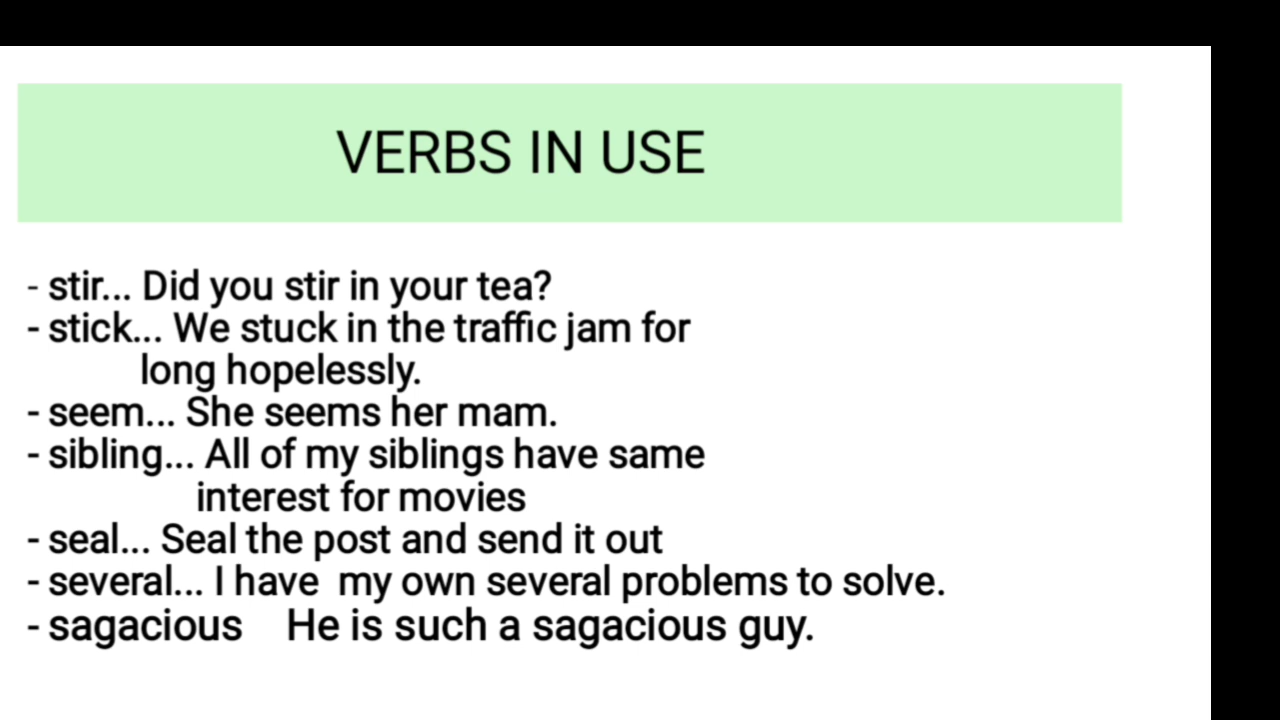 VERBS IN USE
- stir... Did you stir in your tea?
- stick... We stuck in the traffic jam for
long hopelessly.
- seem... She seems her mam.
- sibling... All of my siblings have same
interest for movies
- seal... Seal the post and send it out
- several... I have  my own several problems to solve.
- sagacious    He is such a sagacious guy.